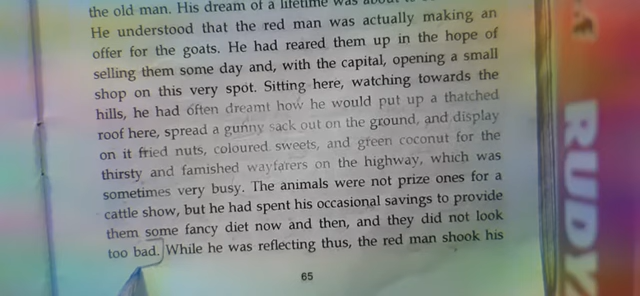 the old man. His dream of a lifetime was about
He understood that the red man was actually making an
offer for the goats. He had reared them up in the hope of
selling them some day and, with the capital, opening a small
shop on this very spot. Sitting here, watching towards the
hills, he had often dreamt how he would put up a thatched
roof here, spread a gunny sack out on the ground, and display
on it fried nuts, coloured sweets, and green coconut for the
thirsty and famished wayfarers on the highway, which was
sometimes very busy. The animals were not prize ones for a
cattle show, but he had spent his occasional savings to provide
them some fancy diet now and then, and they did not look
too bad. While he was reflecting thus, the red man shook his
65
RUDY